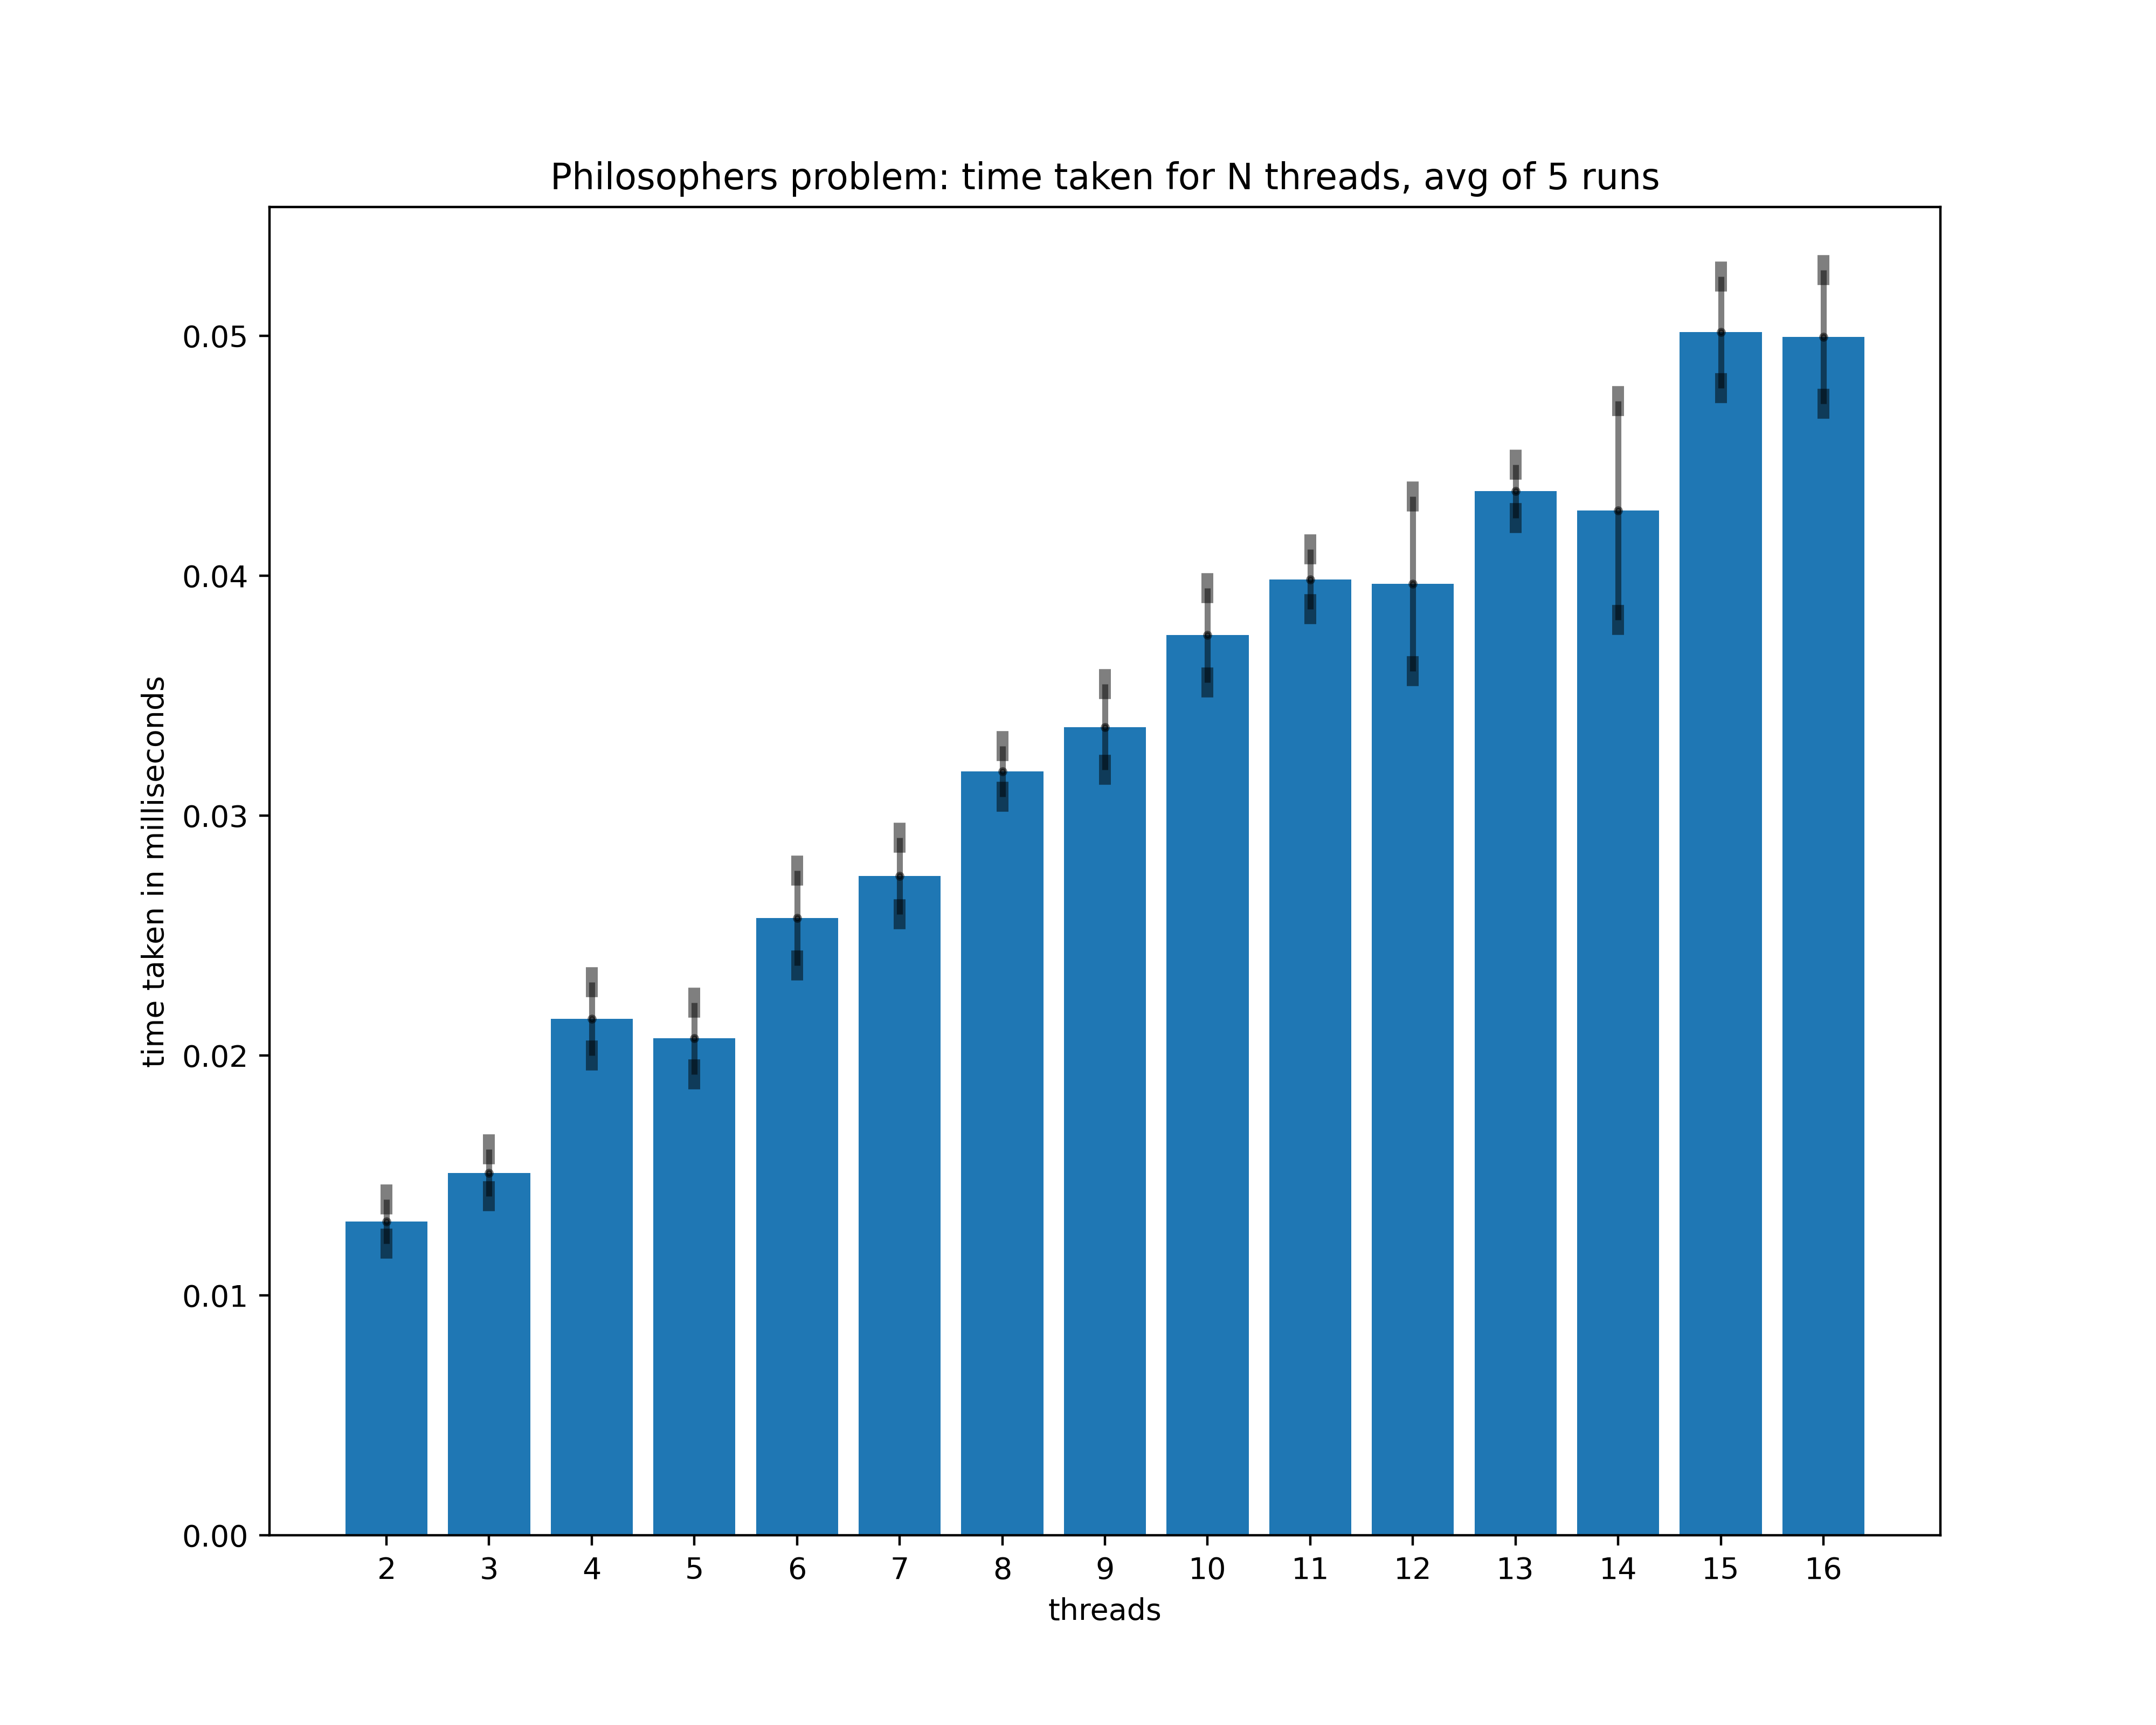 Philosophers problem: time taken for N threads, avg of 5 runs
time taken in milliseconds
0.05
0.04
0.03
0.02
0.01
0.00
2 3 4 5 6 7 8 9 10 11 12 13 14 15 16
threads